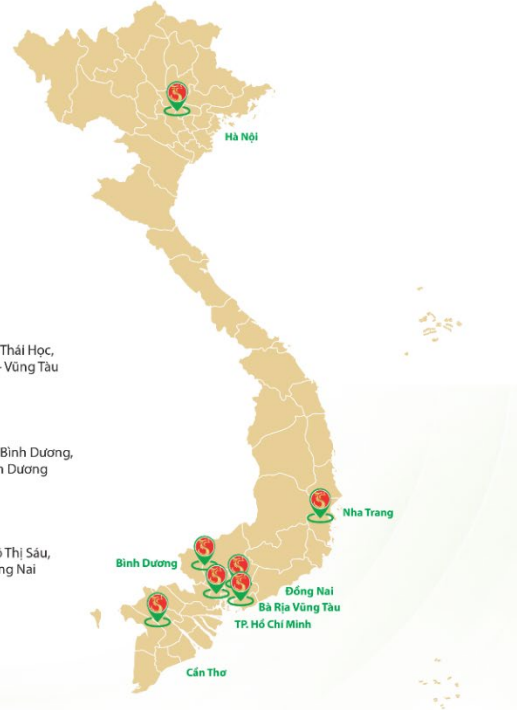 Hà Nội
Thái Học,
- Vũng Tàu
Bình Dương,
Dương
Nha Trang
Thị Sáu,
Nai
Bình Dương
Đồng Nai
Bà Rịa Vũng Tàu
TP. Hồ Chí Minh
Cần Thơ